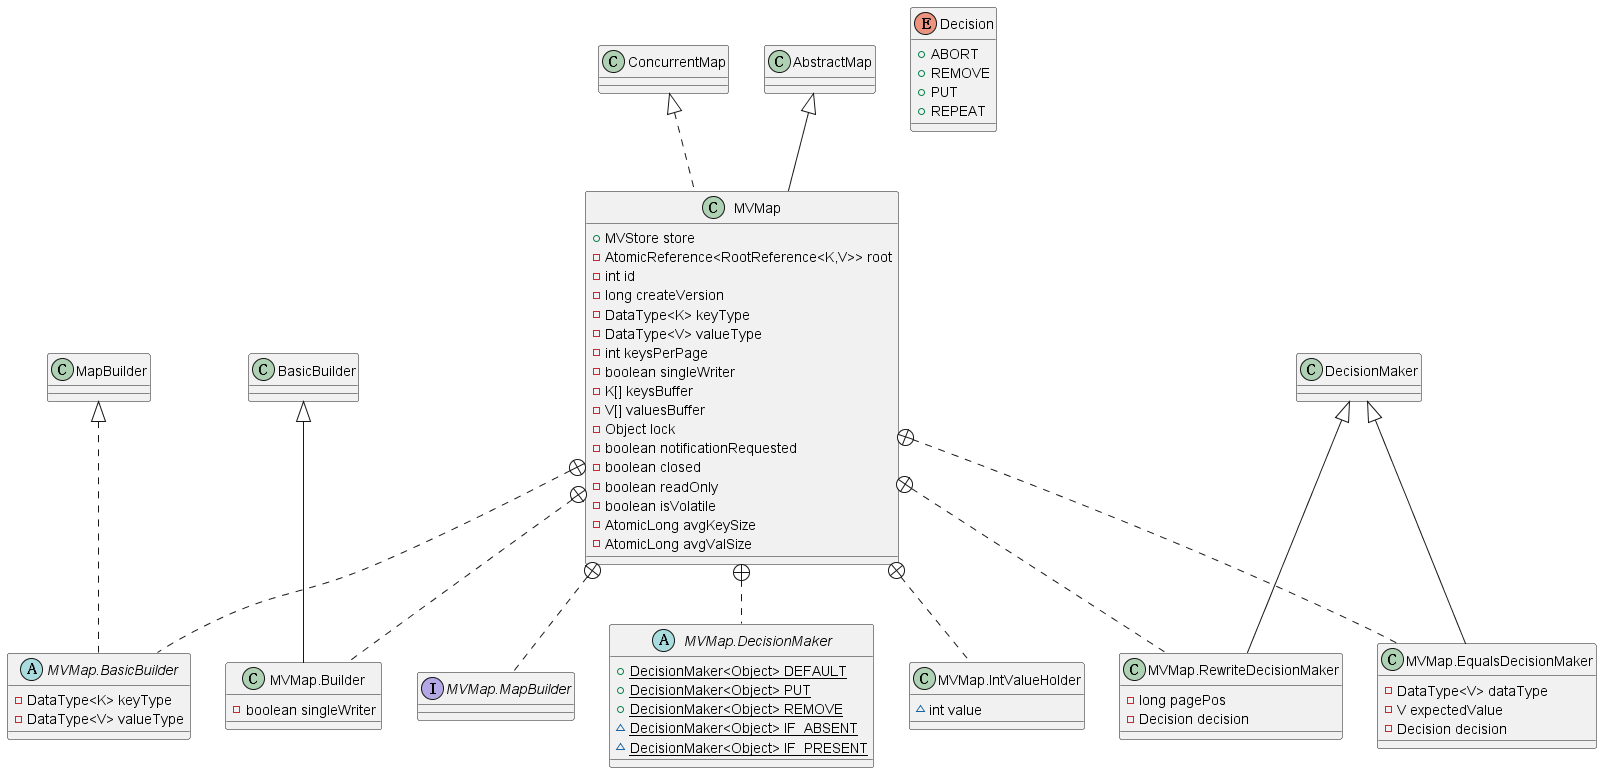 E Decision
ABORT
REMOVE
PUT
REPEAT
C ConcurrentMap
C AbstractMap
C MVMap
MVStore store
AtomicReference<RootReference<K,V>> root
int id
long createVersion
DataType<K> keyType
DataType<V> valueType
int keysPerPage
boolean singleWriter
K[] keysBuffer
V[] valuesBuffer
Object lock
boolean notificationRequested
boolean closed
boolean readOnly
boolean isVolatile
AtomicLong avgKeySize
AtomicLong avgValSize
C MapBuilder
C BasicBuilder
C DecisionMaker
A MVMap.BasicBuilder
DataType<K> keyType
DataType<V> valueType
C MVMap.Builder
boolean singleWriter
I MVMap.MapBuilder
A MVMap.DecisionMaker
DecisionMaker<Object> DEFAULT
DecisionMaker<Object> PUT
DecisionMaker<Object> REMOVE
DecisionMaker<Object> IF_ABSENT
DecisionMaker<Object> IF_PRESENT
C MVMap.IntValueHolder
int value
C MVMap.RewriteDecisionMaker
long pagePos
Decision decision
C MVMap.EqualsDecisionMaker
DataType<V> dataType
V expectedValue
Decision decision